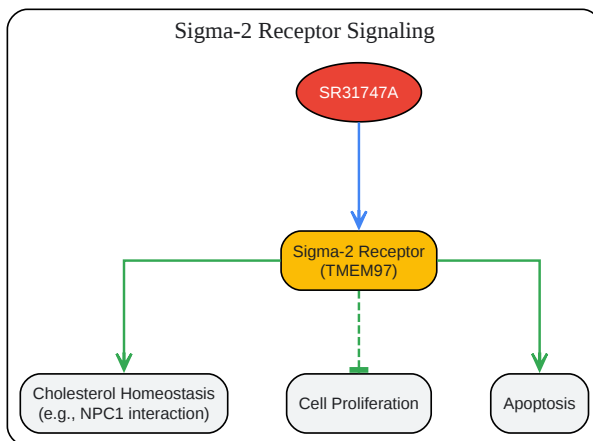 Sigma-2 Receptor Signaling
SR31747A
Sigma-2 Receptor
(TMEM97)
Cholesterol Homeostasis
(e.g., NPC1 interaction)
Cell Proliferation
Apoptosis